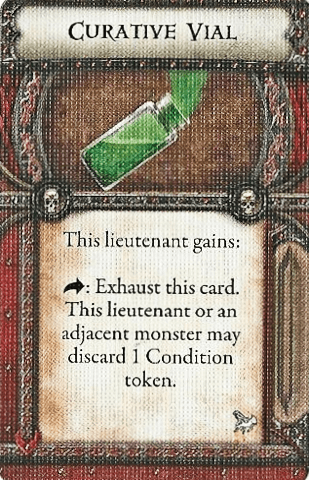 CURATIVE VIAL
This lieutenant gains:
: Exhaust this card.
This lieutenant or an
adjacent monster may
discard 1 Condition
token.